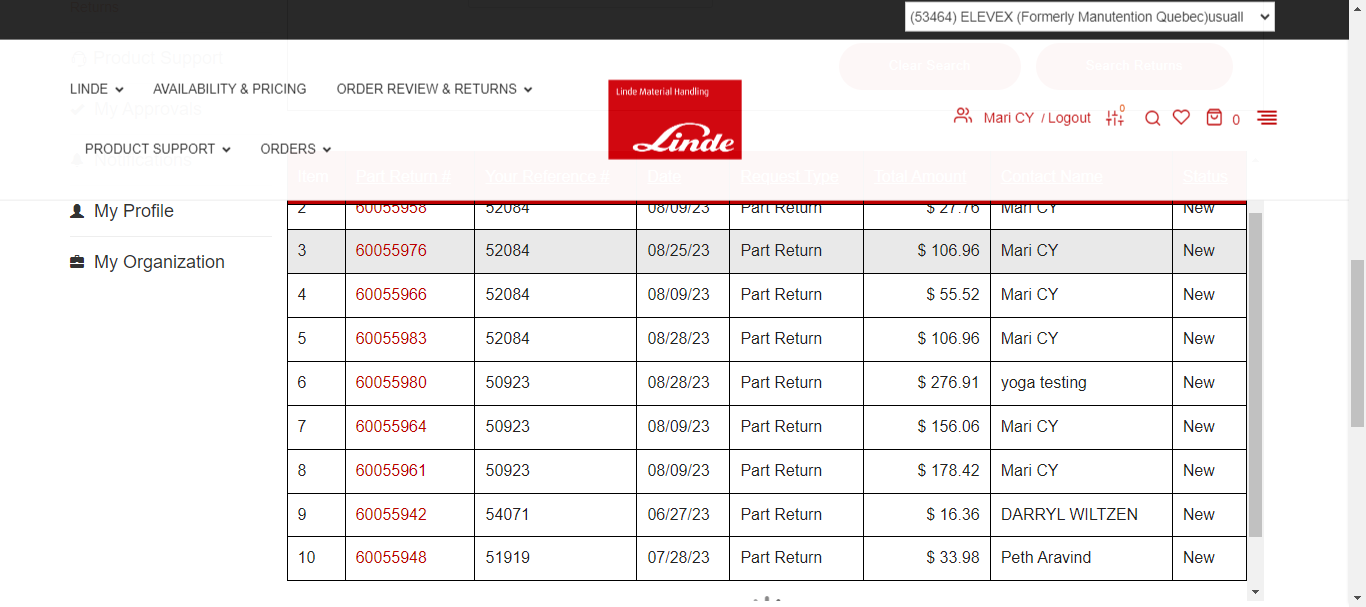 (53464) ELEVEX (Formerly Manutention Quebec)usuall
Product Support
Clear Search
Search Returns
LINDE
AVAILABILITY & PRICING
ORDER REVIEW & RETURNS
Linde Material Handling
Linde
My Approvals
Mari CY / Logout
0
0
PRODUCT SUPPORT
ORDERS
Notifications
Item Part Return # Your Reference # Date Request Type Total Amount Contact Name Status
My Profile
My Organization
2 60055958 52084 08/09/23 Part Return $ 27.76 Mari CY New
3 60055976 52084 08/25/23 Part Return $ 106.96 Mari CY New
4 60055966 52084 08/09/23 Part Return $ 55.52 Mari CY New
5 60055983 52084 08/28/23 Part Return $ 106.96 Mari CY New
6 60055980 50923 08/28/23 Part Return $ 276.91 yoga testing New
7 60055964 50923 08/09/23 Part Return $ 156.06 Mari CY New
8 60055961 50923 08/09/23 Part Return $ 178.42 Mari CY New
9 60055942 54071 06/27/23 Part Return $ 16.36 DARRYL WILTZEN New
10 60055948 51919 07/28/23 Part Return $ 33.98 Peth Aravind New